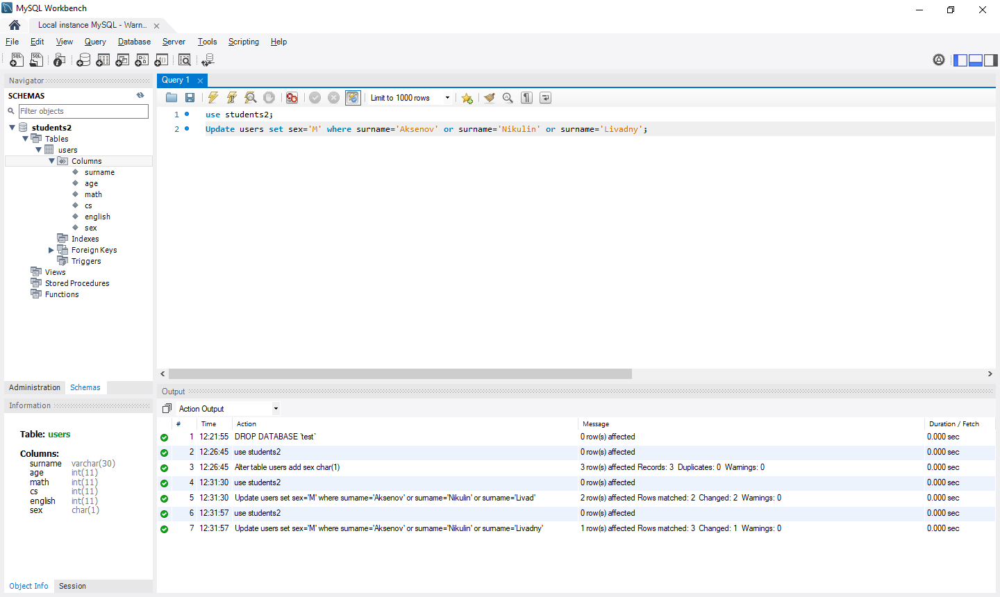 MySQL Workbench
Local instance MySQL - Warn...
File Edit View Query Database Server Tools Scripting Help
Navigator
SCHEMAS
Filter objects
students2
Tables
users
Columns
surname
age
math
cs
english
sex
Indexes
Foreign Keys
Triggers
Views
Stored Procedures
Functions
Administration Schemas
Information
Table: users
Columns:
surname varchar(30)
age int(11)
math int(11)
cs int(11)
english int(11)
sex char(1)
Object Info Session
Query 1
Limit to 1000 rows
1 use students2;
2 Update users set sex='M' where surname='Aksenov' or surname='Nikulin' or surname='Livadny';
Output
Action Output
# Time Action Message Duration / Fetch
1 12:21:55 DROP DATABASE `test` 0 row(s) affected 0.000 sec
2 12:26:45 use students2 0 row(s) affected 0.000 sec
3 12:26:45 Alter table users add sex char(1) 3 row(s) affected Records: 3 Duplicates: 0 Warnings: 0 0.000 sec
4 12:31:30 use students2 0 row(s) affected 0.000 sec
5 12:31:30 Update users set sex='M' where surname='Aksenov' or surname='Nikulin' or surname='Livad' 2 row(s) affected Rows matched: 2 Changed: 2 Warnings: 0 0.000 sec
6 12:31:57 use students2 0 row(s) affected 0.000 sec
7 12:31:57 Update users set sex='M' where surname='Aksenov' or surname='Nikulin' or surname='Livadny' 1 row(s) affected Rows matched: 3 Changed: 1 Warnings: 0 0.000 sec